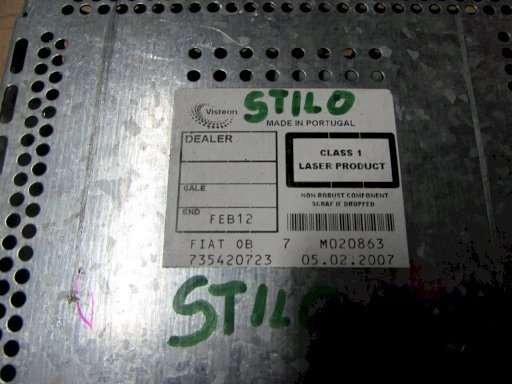 Visteon STILO
MADE IN PORTUGAL
DEALER
CLASS 1
LASER PRODUCT
SALE
NON-ROBUST COMPONENT
SCRAP IF DROPPED
END FEB12
FIAT OB 7 M020863
735420723 05.02.2007
STILO